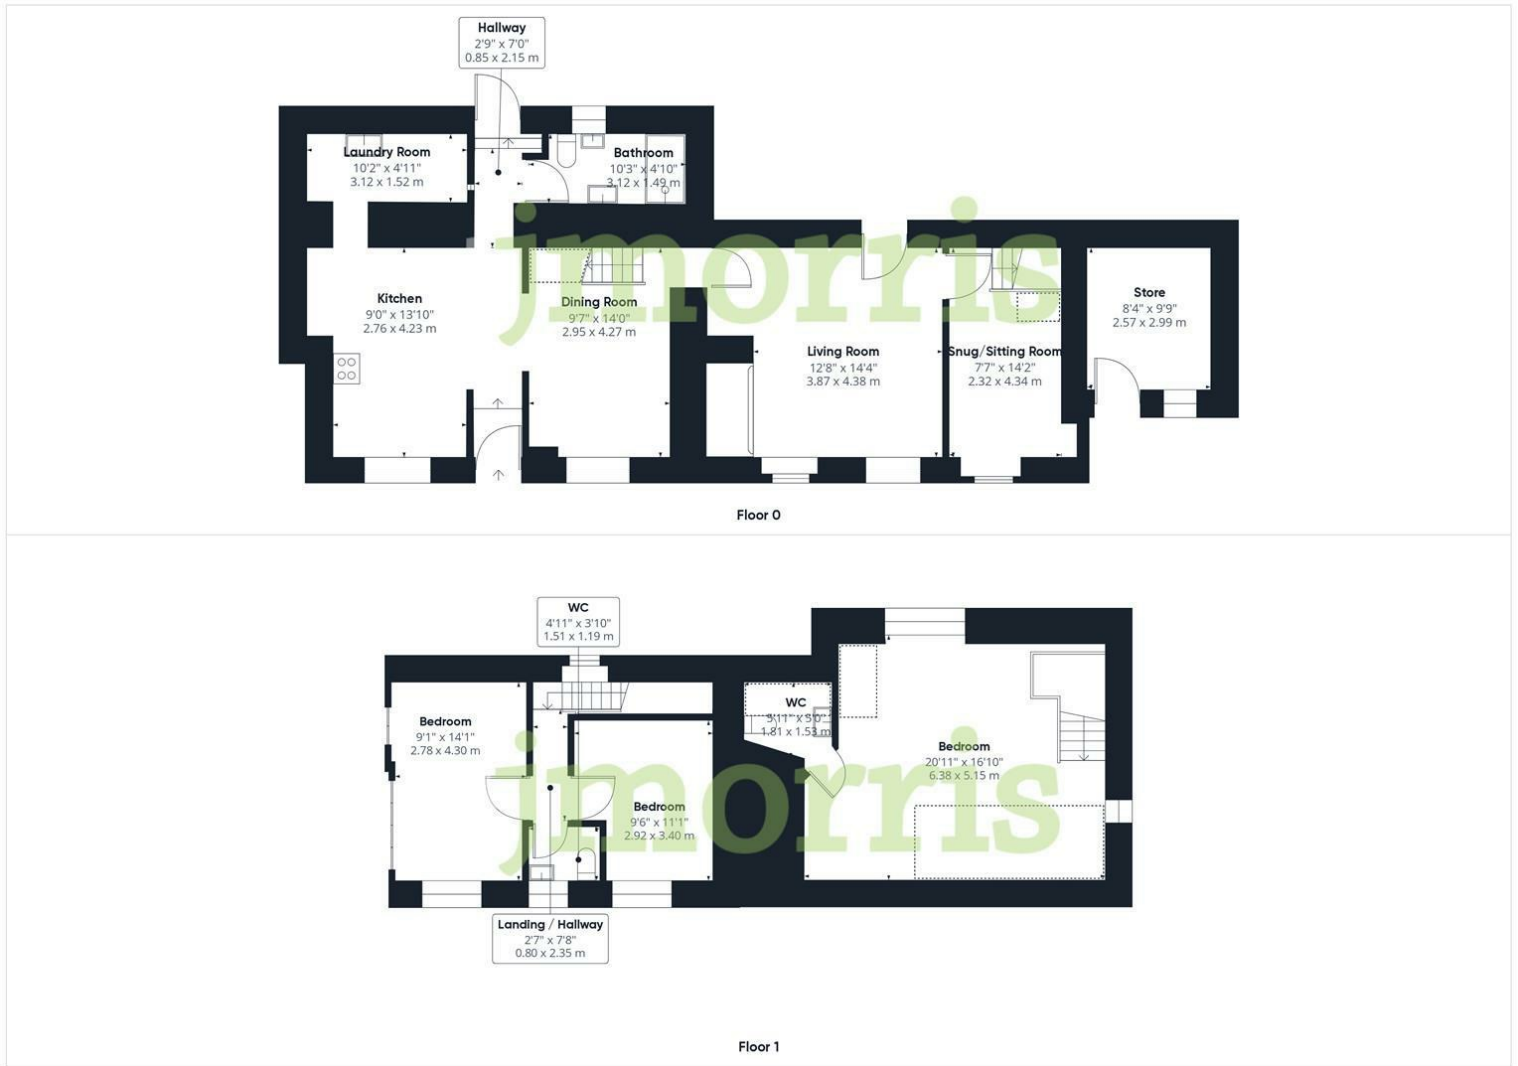 Hallway
2'9" x 7'0"
0.85 x 2.15 m
Laundry Room
10'2" x 4'11"
3.12 x 1.52 m
Bathroom
10'3" x 4'10"
3.12 x 1.49 m
Kitchen
9'0" x 13'10"
2.76 x 4.23 m
Dining Room
9'7" x 14'0"
2.95 x 4.27 m
Living Room
12'8" x 14'4"
3.87 x 4.38 m
Snug/Sitting Room
7'7" x 14'2"
2.32 x 4.34 m
Store
8'4" x 9'9"
2.57 x 2.99 m
jmorris
Floor 0
WC
4'11" x 3'10"
1.51 x 1.19 m
Bedroom
9'1" x 14'1"
2.78 x 4.30 m
WC
5'11" x 5'0"
1.81 x 1.53 m
Bedroom
20'11" x 16'10"
6.38 x 5.15 m
Bedroom
9'6" x 11'1"
2.92 x 3.40 m
jmorris
Landing / Hallway
2'7" x 7'8"
0.80 x 2.35 m
Floor 1